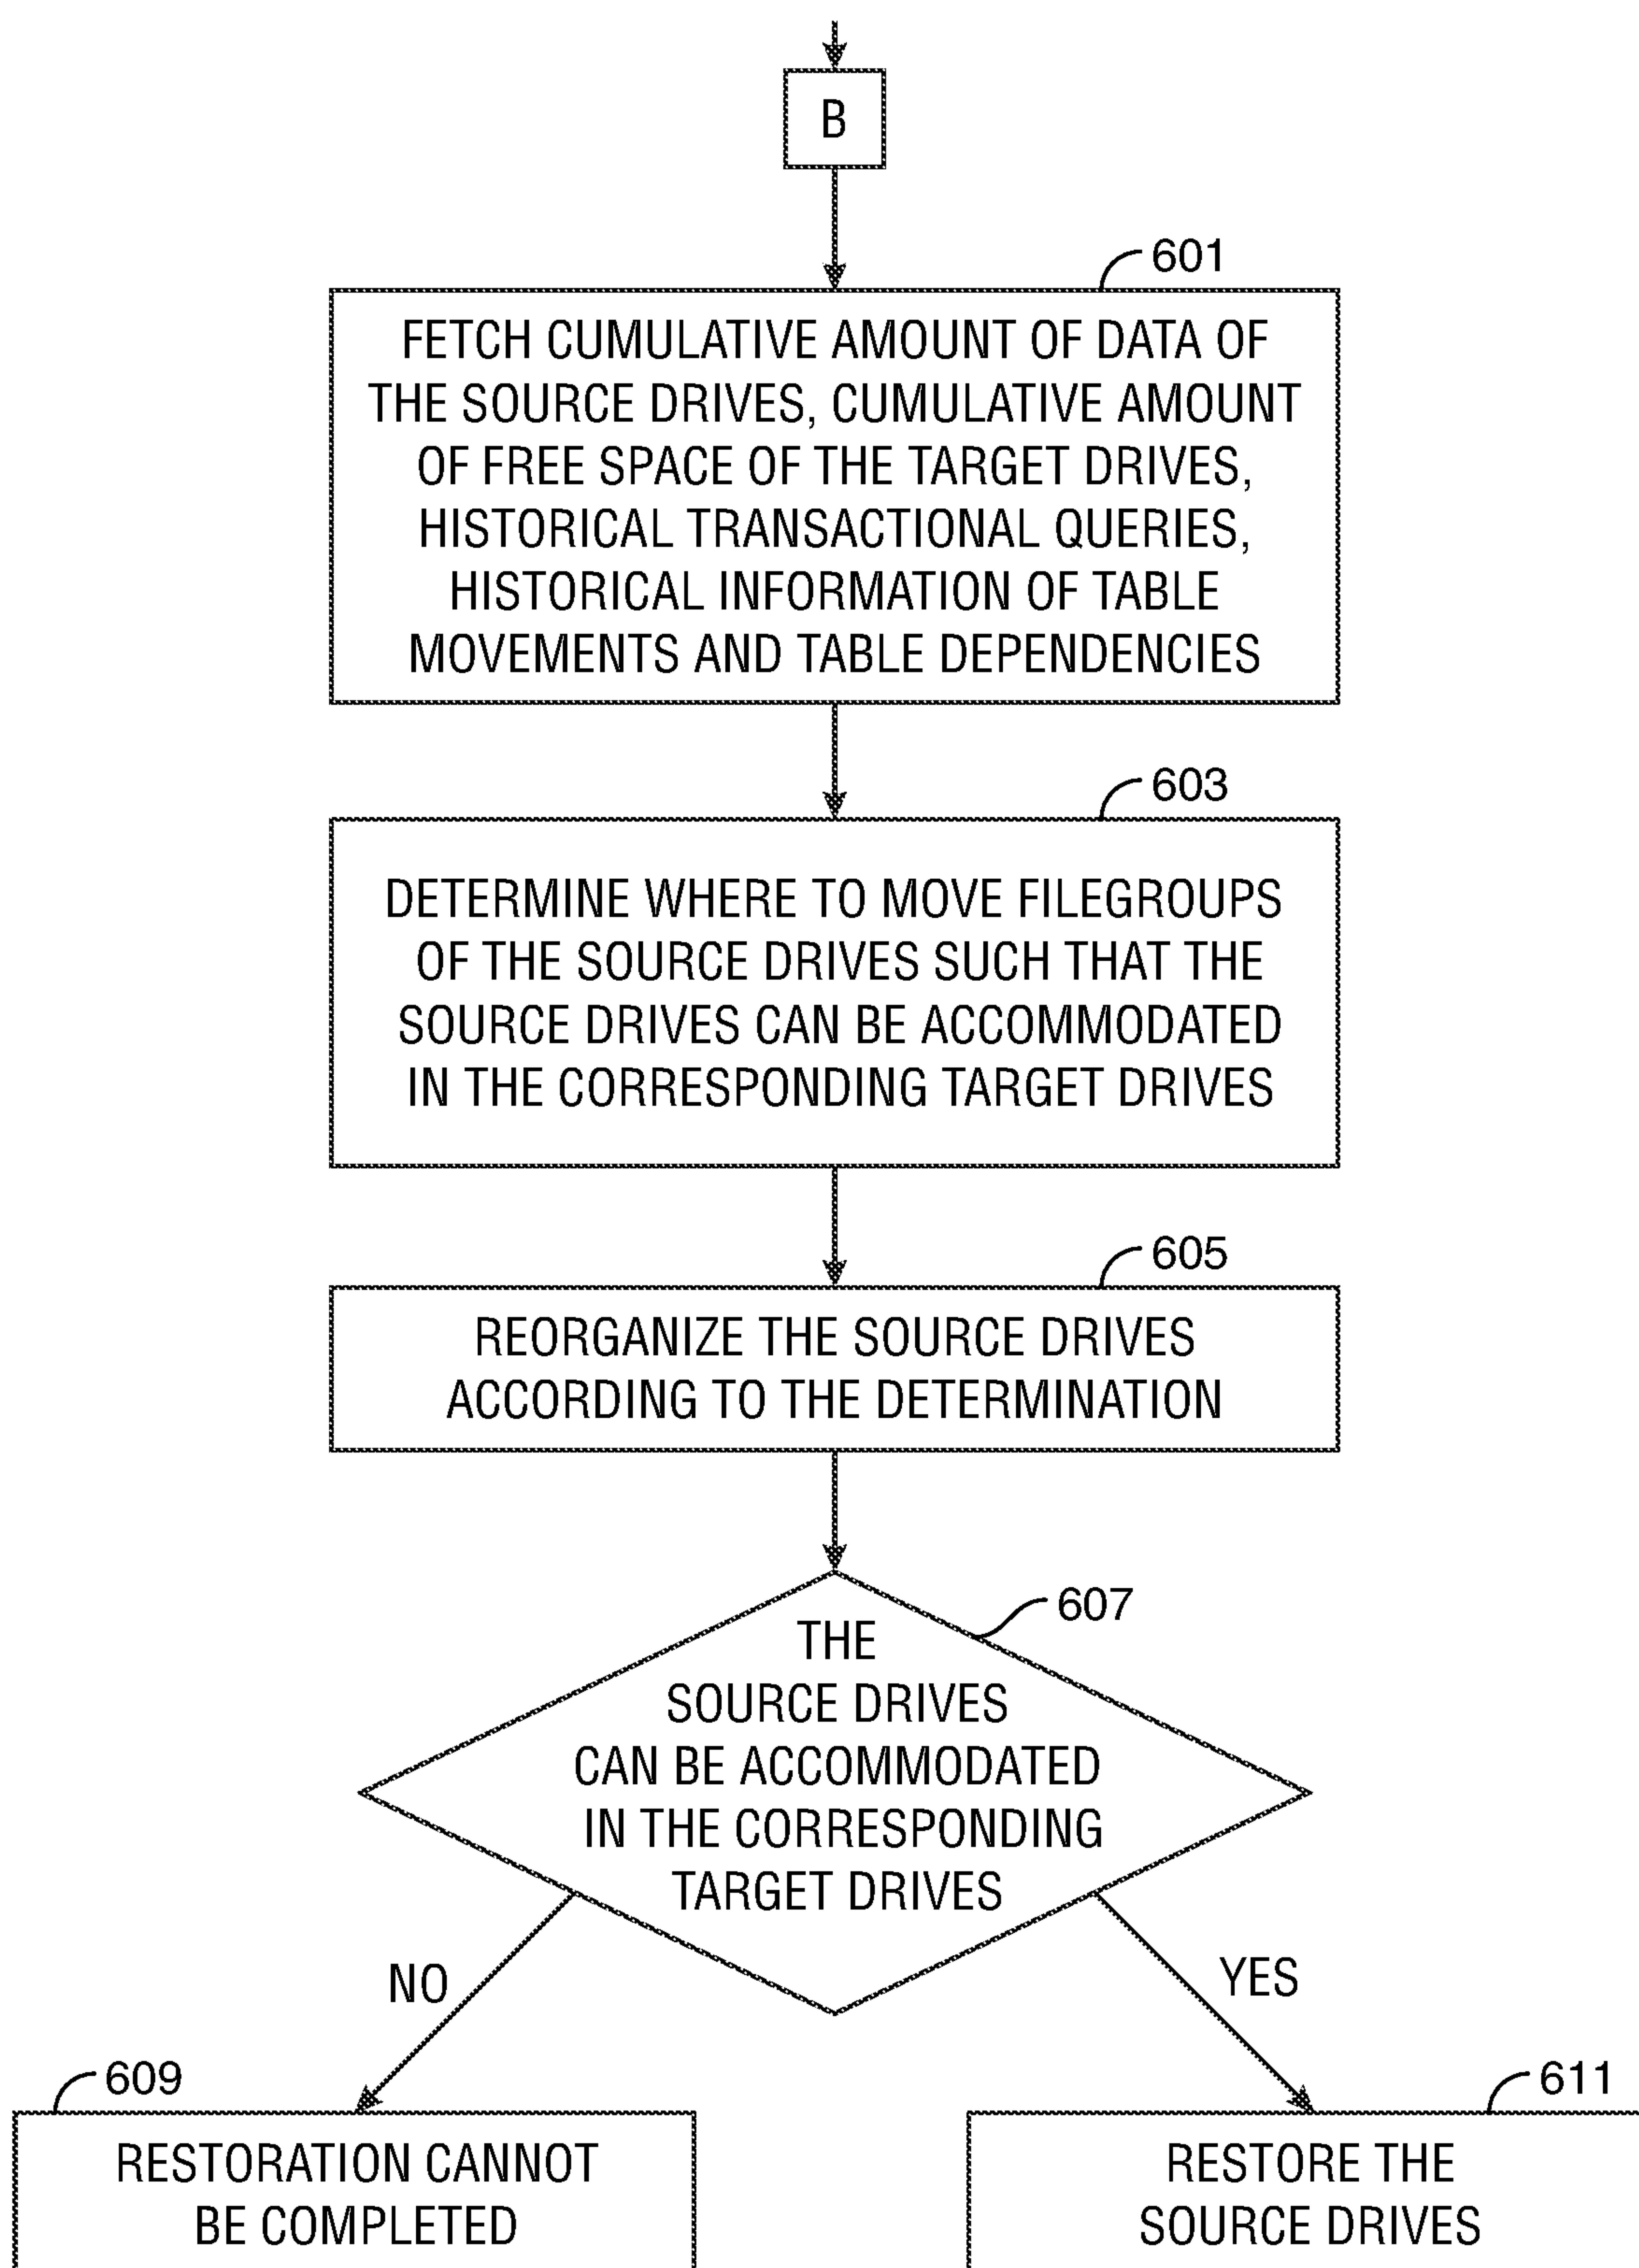 B
601
FETCH CUMULATIVE AMOUNT OF DATA OF
THE SOURCE DRIVES, CUMULATIVE AMOUNT
OF FREE SPACE OF THE TARGET DRIVES,
HISTORICAL TRANSACTIONAL QUERIES,
HISTORICAL INFORMATION OF TABLE
MOVEMENTS AND TABLE DEPENDENCIES
603
DETERMINE WHERE TO MOVE FILEGROUPS
OF THE SOURCE DRIVES SUCH THAT THE
SOURCE DRIVES CAN BE ACCOMMODATED
IN THE CORRESPONDING TARGET DRIVES
605
REORGANIZE THE SOURCE DRIVES
ACCORDING TO THE DETERMINATION
607
THE
SOURCE DRIVES
CAN BE ACCOMMODATED
IN THE CORRESPONDING
TARGET DRIVES
NO
YES
609
RESTORATION CANNOT
BE COMPLETED
611
RESTORE THE
SOURCE DRIVES